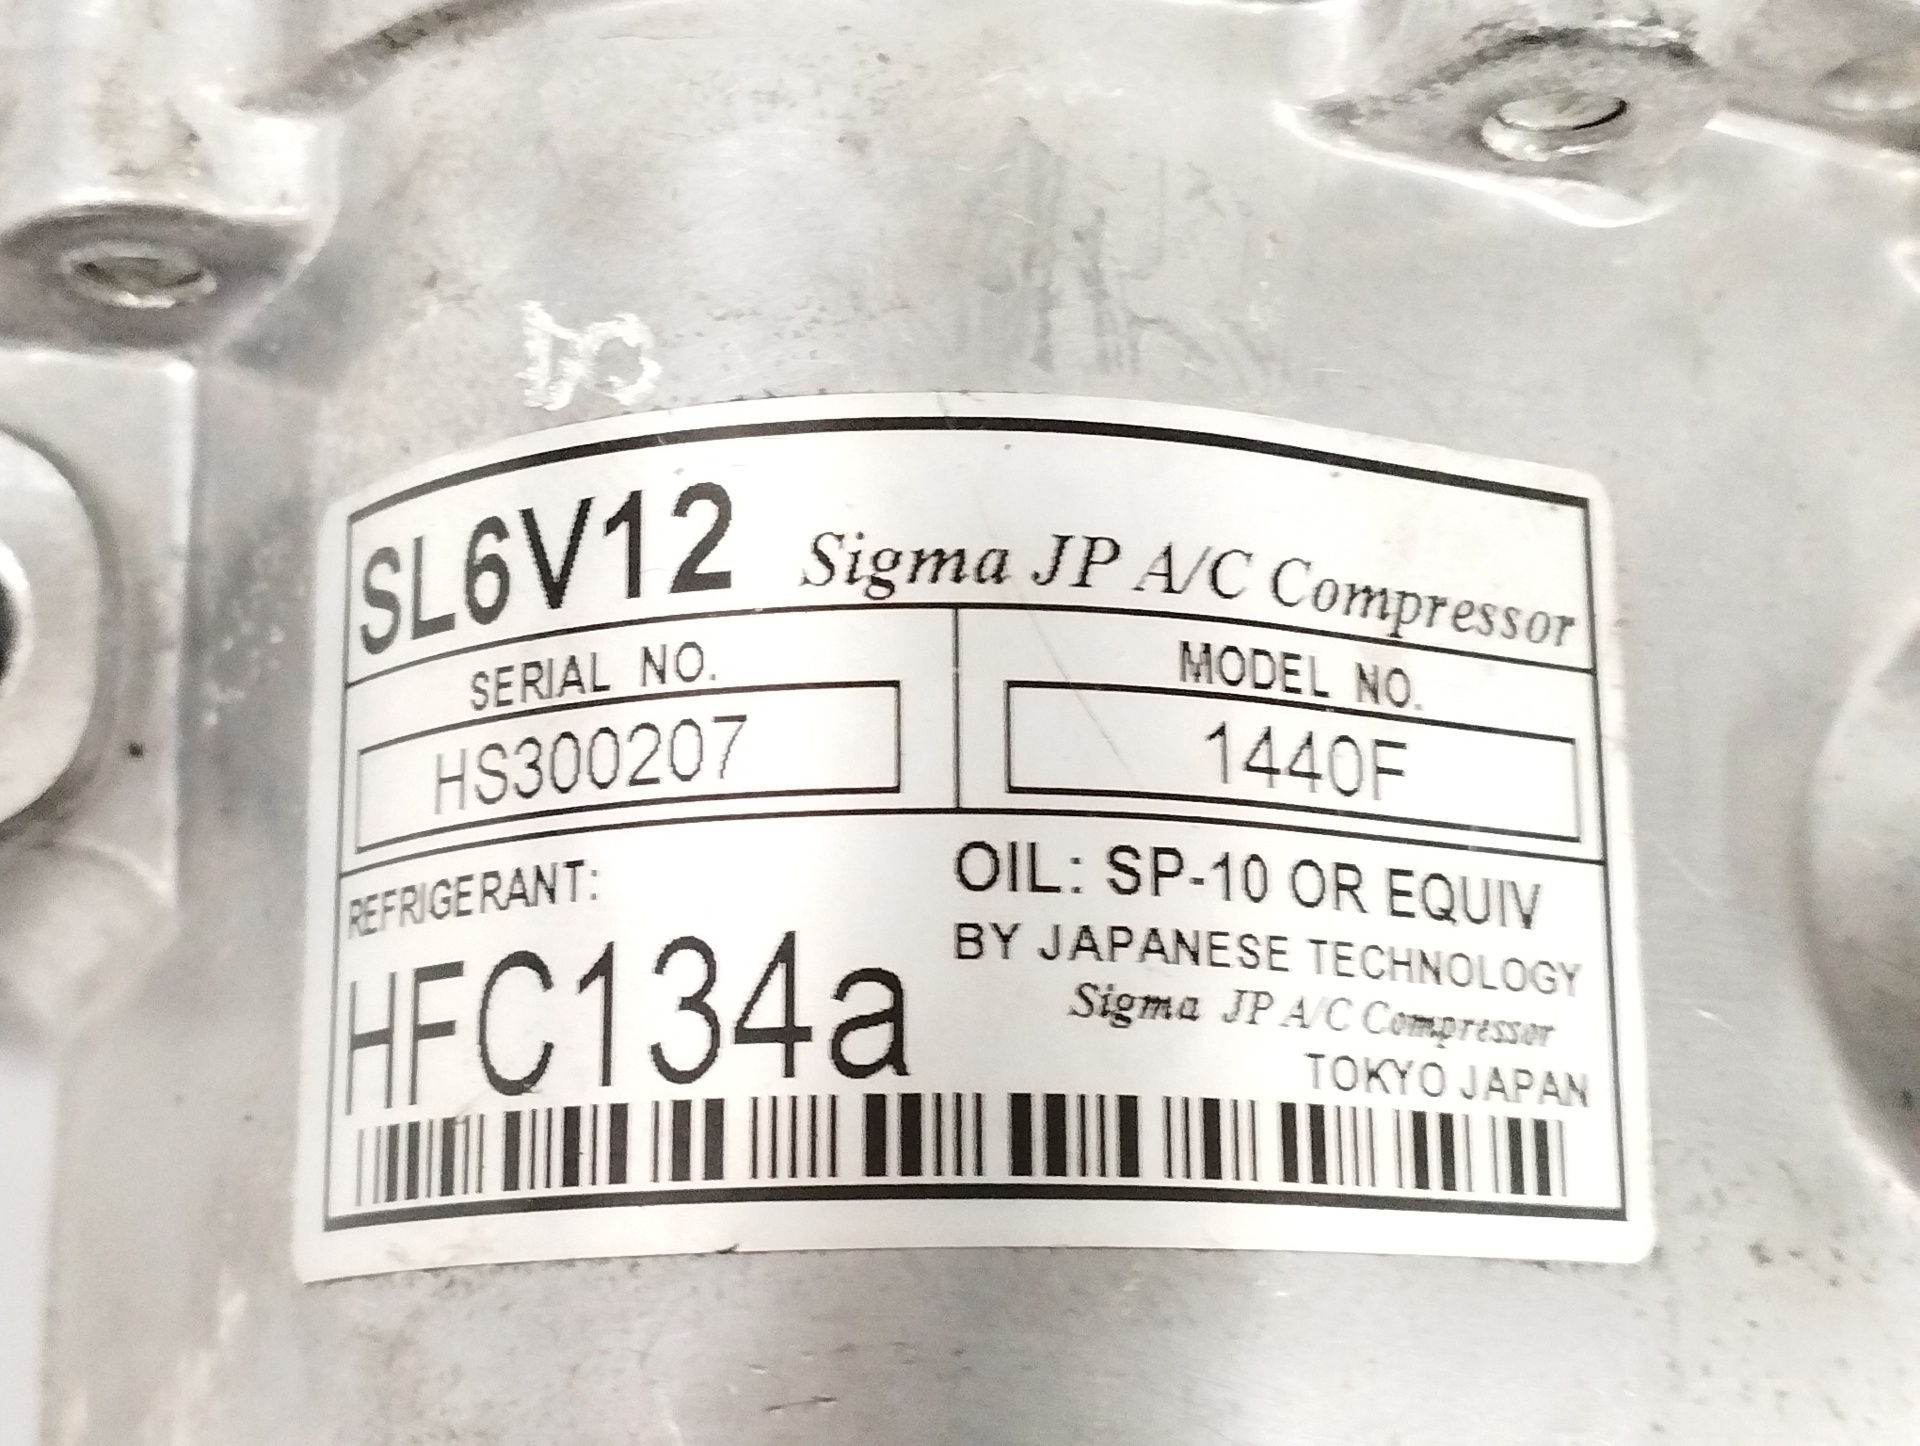 SL6V12 Sigma JP A/C Compressor
SERIAL NO. MODEL NO.
HS300207 1440F
REFRIGERANT:
HFC134a
OIL: SP-10 OR EQUIV
BY JAPANESE TECHNOLOGY
Sigma JP A/C Compressor
TOKYO JAPAN